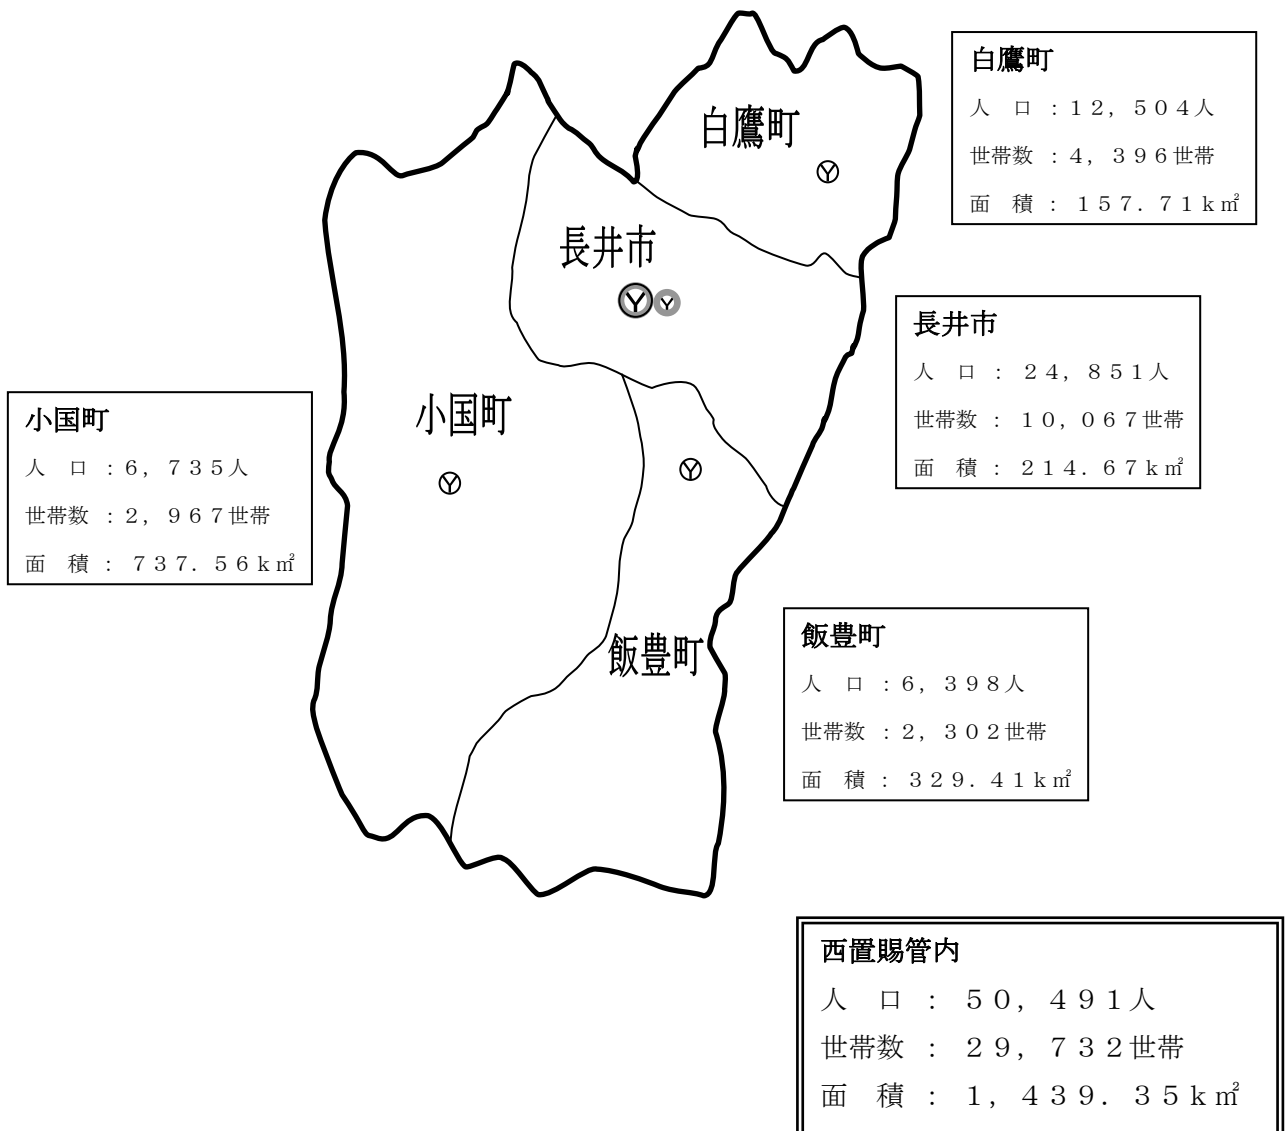 白鷹町
人　口　：１２，５０４人
世帯数　：４，３９６世帯
面　積　：　１５７．７１ｋ㎡
白鷹町
長井市
長井市
人　口　：　２４，８５１人
世帯数　：　１０，０６７世帯
面　積　：　２１４．６７ｋ㎡
小国町
人　口　：６，７３５人
世帯数　：２，９６７世帯
面　積　：　７３７．５６ｋ㎡
小国町
飯豊町
飯豊町
人　口　：６，３９８人
世帯数　：２，３０２世帯
面　積　：　３２９．４１ｋ㎡
西置賜管内
人　口　：　５０，４９１人
世帯数　：　２９，７３２世帯
面　積　：　１，４３９．３５ｋ㎡